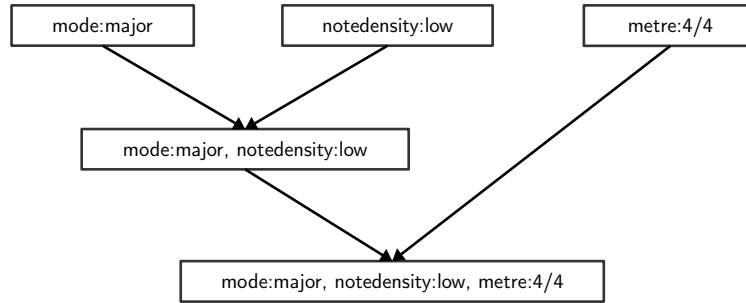 mode:major
notedensity:low
metre:4/4
mode:major, notedensity:low
mode:major, notedensity:low, metre:4/4